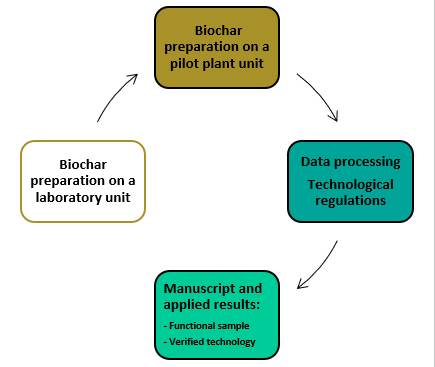 Biochar
preparation on a
pilot plant unit
Biochar
preparation on a
laboratory unit
Data processing
Technological
regulations
Manuscript and
applied results:
- Functional sample
- Verified technology